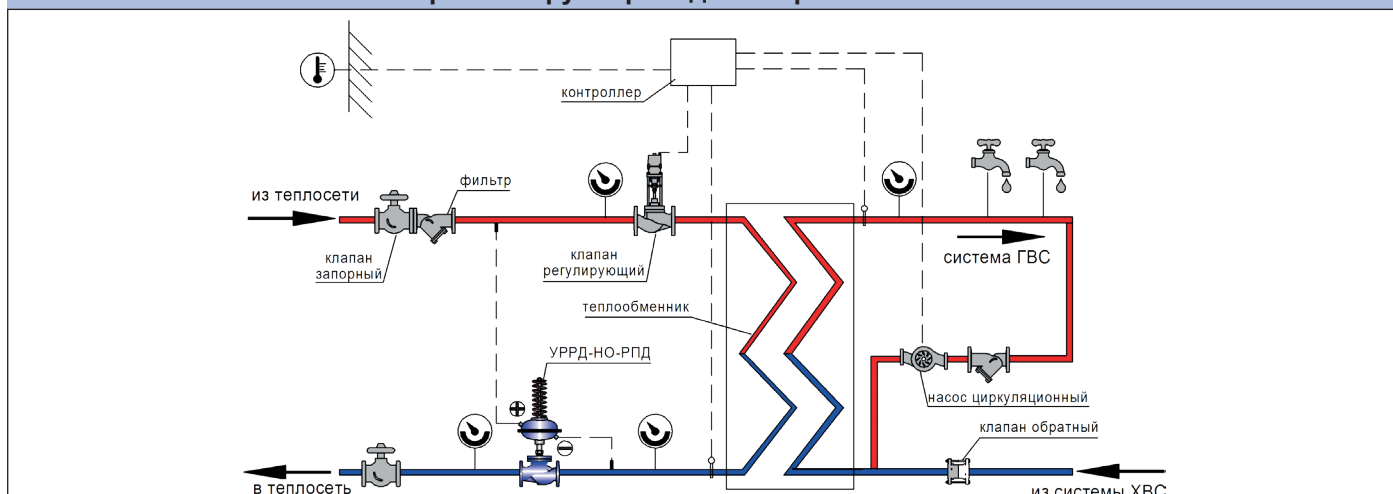 контроллер
фильтр
из теплосети
клапан
запорный
клапан
регулирующий
система ГВС
теплообменник
УРРД-НО-РПД
насос циркуляционный
клапан обратный
в теплосеть
из системы ХВС